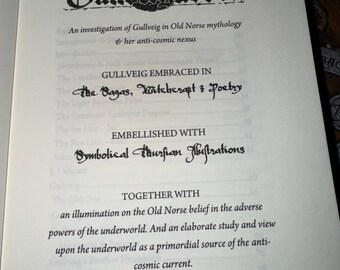 An investigation of Gullveig in Old Norse mythology
& her anti-cosmic nexus
GULLVEIG EMBRACED IN
The Sagas, Witchcraft & Poetry
EMBELLISHED WITH
Symbolical Thursian Illustrations
TOGETHER WITH
an illumination on the Old Norse belief in the adverse
powers of the underworld. And an elaborate study and view
upon the underworld as a primordial source of the anti-
cosmic current.